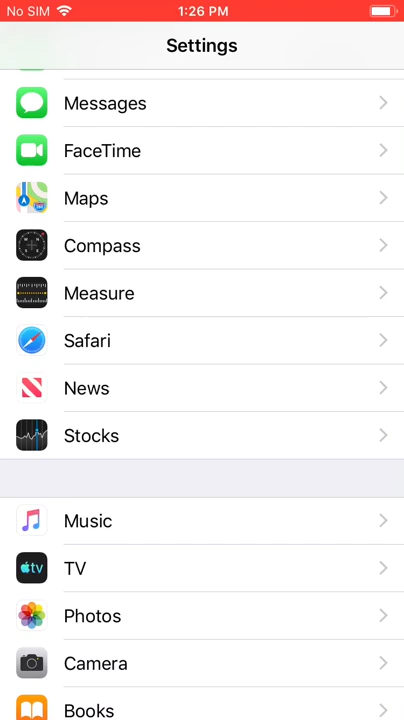 No SIM 1:26 PM
Settings
Messages
FaceTime
Maps
Compass
Measure
Safari
News
Stocks
Music
tv TV
Photos
Camera
Books